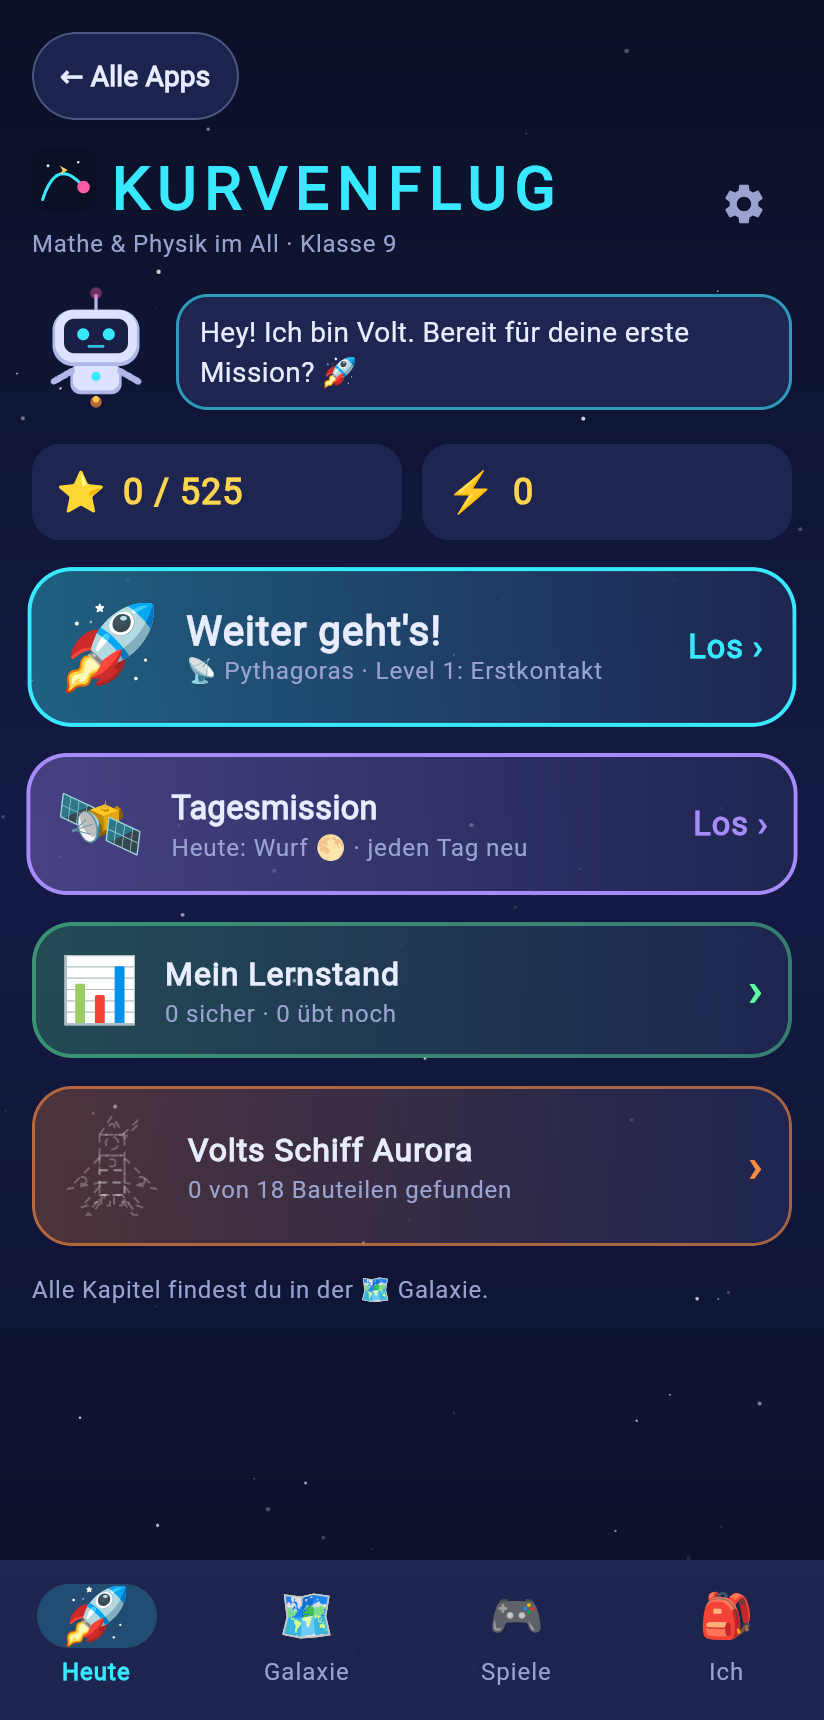 ← Alle Apps
KURVENFLUG
Mathe & Physik im All · Klasse 9
Hey! Ich bin Volt. Bereit für deine erste
Mission? 🚀
⭐ 0 / 525
⚡ 0
Weiter geht's!
📡 Pythagoras · Level 1: Erstkontakt
Los ›
Tagesmission
Heute: Wurf 🌕 · jeden Tag neu
Los ›
Mein Lernstand
0 sicher · 0 übt noch
›
Volts Schiff Aurora
0 von 18 Bauteilen gefunden
›
Alle Kapitel findest du in der 🗺️ Galaxie.
Heute
Galaxie
Spiele
Ich